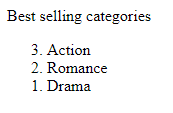 Best selling categories
3. Action
2. Romance
1. Drama